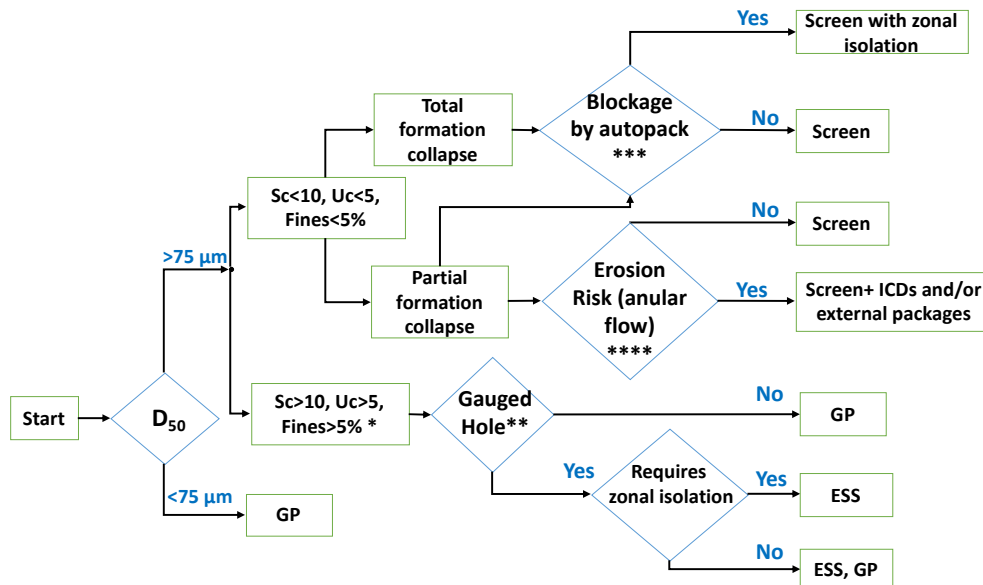 Yes
Screen with zonal
isolation
Total
formation
collapse
Blockage
by autopack
***
No
Screen
Sc<10, Uc<5,
Fines<5%
>75 µm
No
Screen
Partial
formation
collapse
Erosion
Risk (anular
flow)
****
Yes
Screen+ ICDs and/or
external packages
Start
D₅₀
Sc>10, Uc>5,
Fines>5% *
Gauged
Hole**
No
GP
<75 µm
GP
Yes
Requires
zonal isolation
Yes
ESS
No
ESS, GP